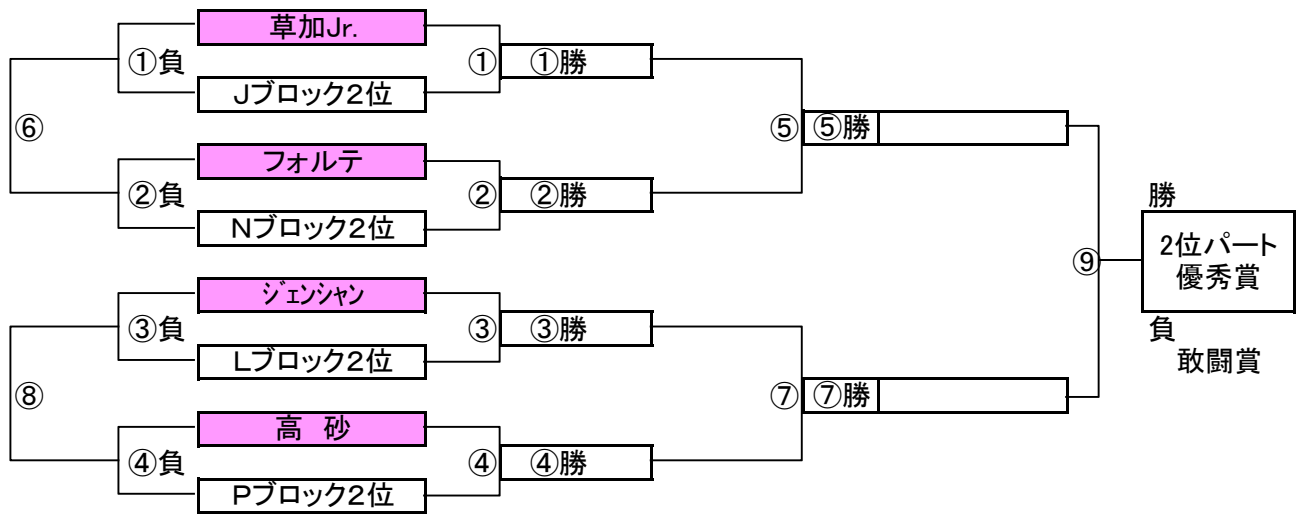 草加Jr.
①負
①
①勝
Jブロック2位
⑥
⑤
⑤勝
フォルテ
②負
②
②勝
Nブロック2位
勝
2位パート
優秀賞
⑨
負
敢闘賞
ジェンシャン
③負
③
③勝
Lブロック2位
⑧
⑦
⑦勝
高 砂
④負
④
④勝
Pブロック2位